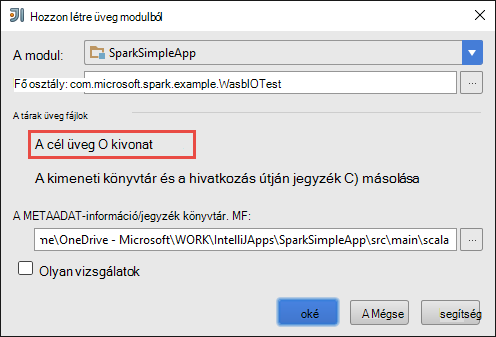 Hozzon létre üveg modulból
A modul: SparkSimpleApp
Fő osztály: com.microsoft.spark.example.WasbIOTest ...
A tárak üveg fájlok
A cél üveg O kivonat
A kimeneti könyvtár és a hivatkozás útján jegyzék C) másolása
A METAADAT-információ/jegyzék könyvtár. MF:
me\OneDrive - Microsoft\WORK\IntelliJApps\SparkSimpleApp\src\main\scala ...
Olyan vizsgálatok
oké A Mégse segítség